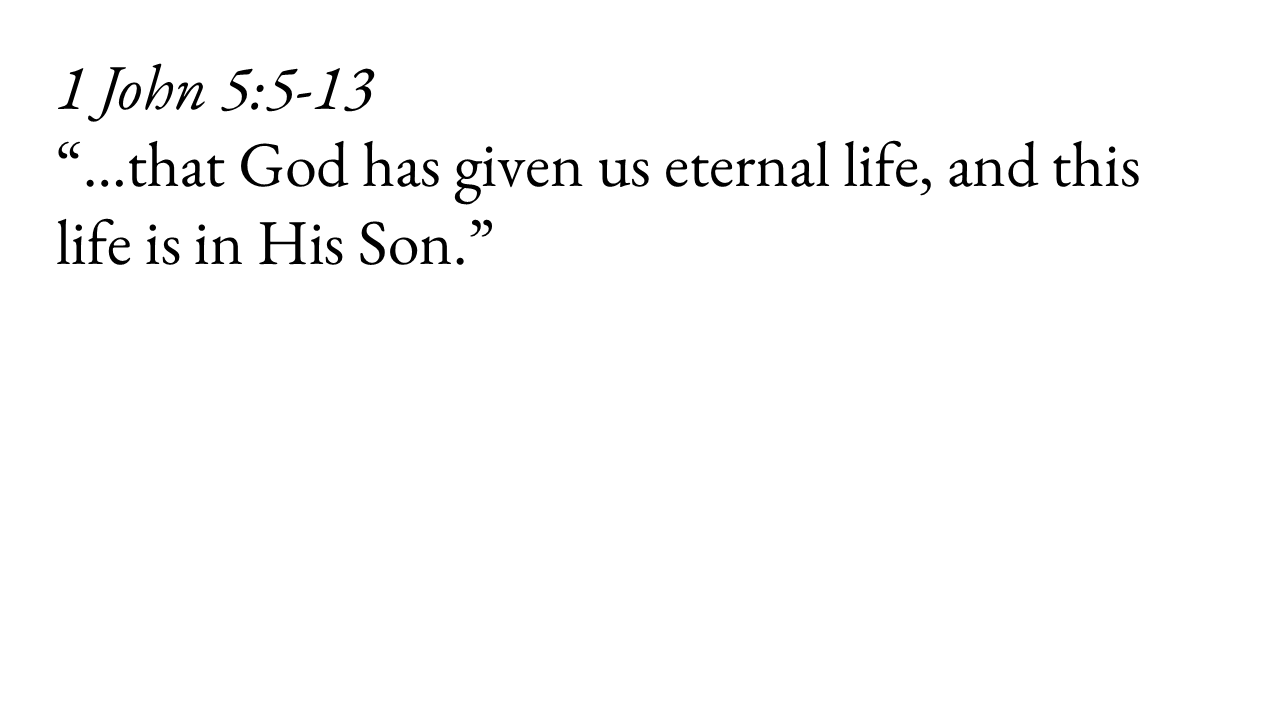 1 John 5:5-13
“…that God has given us eternal life, and this
life is in His Son.”